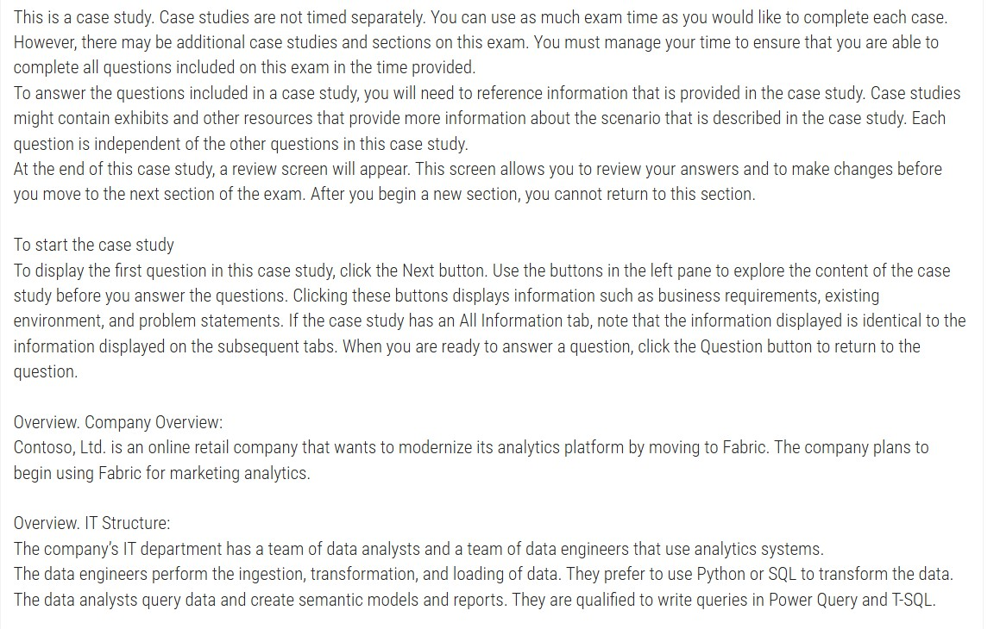 This is a case study. Case studies are not timed separately. You can use as much exam time as you would like to complete each case.
However, there may be additional case studies and sections on this exam. You must manage your time to ensure that you are able to
complete all questions included on this exam in the time provided.
To answer the questions included in a case study, you will need to reference information that is provided in the case study. Case studies
might contain exhibits and other resources that provide more information about the scenario that is described in the case study. Each
question is independent of the other questions in this case study.
At the end of this case study, a review screen will appear. This screen allows you to review your answers and to make changes before
you move to the next section of the exam. After you begin a new section, you cannot return to this section.
To start the case study
To display the first question in this case study, click the Next button. Use the buttons in the left pane to explore the content of the case
study before you answer the questions. Clicking these buttons displays information such as business requirements, existing
environment, and problem statements. If the case study has an All Information tab, note that the information displayed is identical to the
information displayed on the subsequent tabs. When you are ready to answer a question, click the Question button to return to the
question.
Overview. Company Overview:
Contoso, Ltd. is an online retail company that wants to modernize its analytics platform by moving to Fabric. The company plans to
begin using Fabric for marketing analytics.
Overview. IT Structure:
The company's IT department has a team of data analysts and a team of data engineers that use analytics systems.
The data engineers perform the ingestion, transformation, and loading of data. They prefer to use Python or SQL to transform the data.
The data analysts query data and create semantic models and reports. They are qualified to write queries in Power Query and T-SQL.